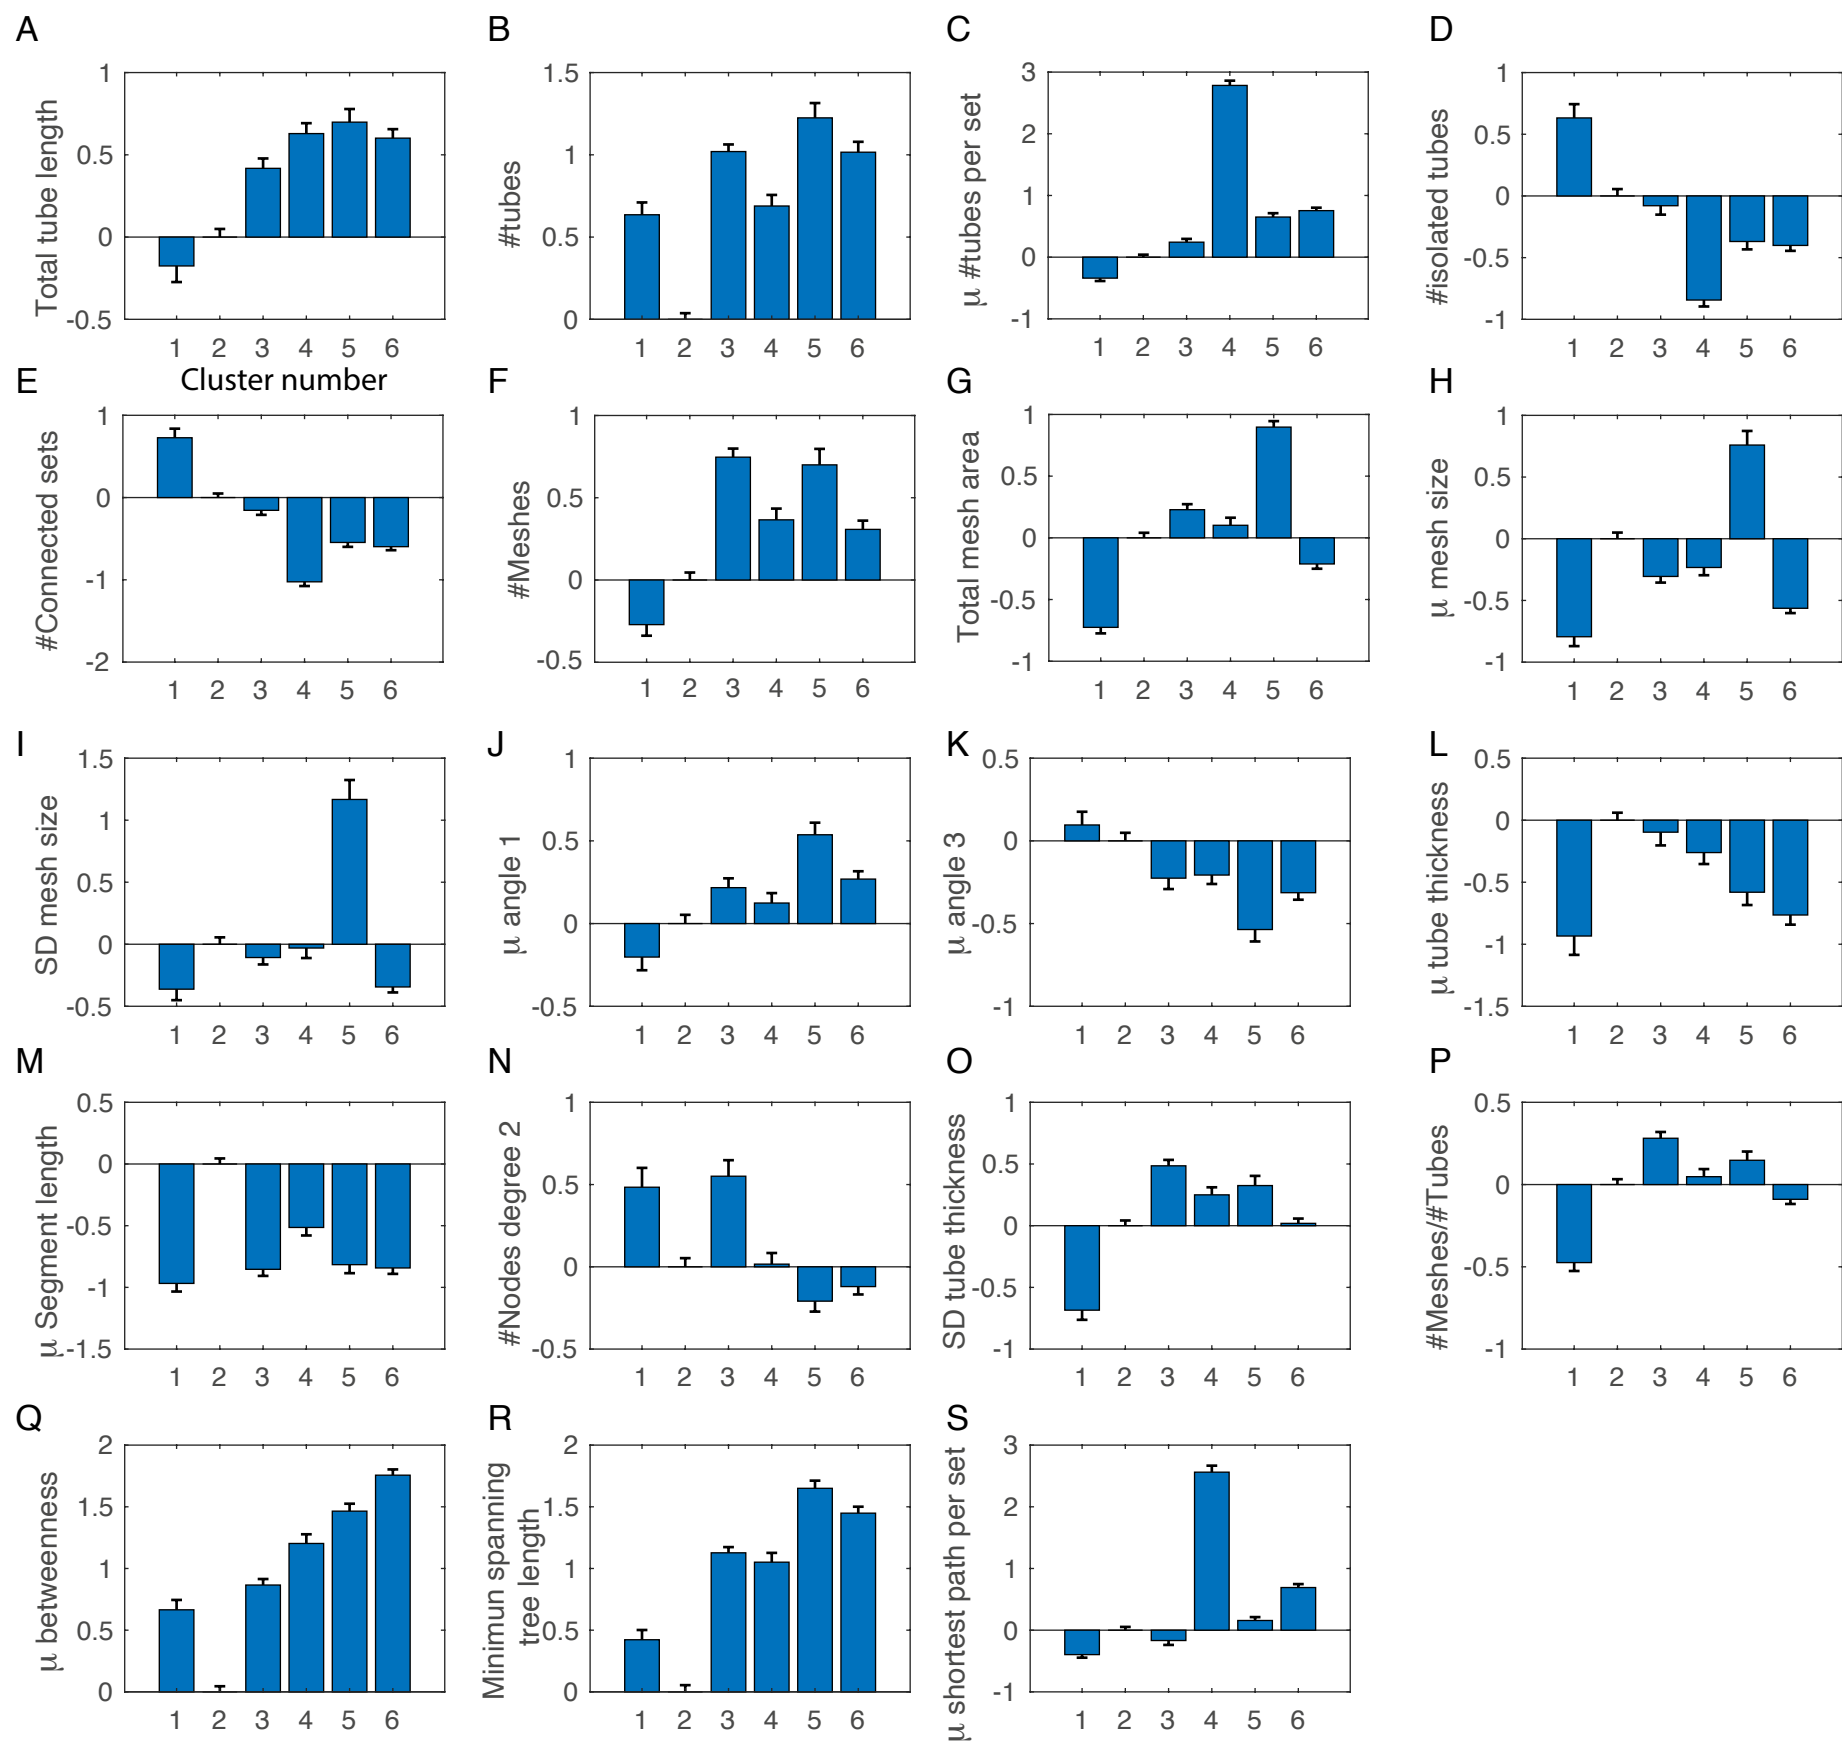 A
Total tube length
1
0.5
0
-0.5
1 2 3 4 5 6
Cluster number
B
#tubes
1.5
1
0.5
0
1 2 3 4 5 6
C
μ #tubes per set
3
2
1
0
-1
1 2 3 4 5 6
D
#isolated tubes
1
0.5
0
-0.5
-1
1 2 3 4 5 6
E
#Connected sets
1
0
-1
-2
1 2 3 4 5 6
F
#Meshes
1
0.5
0
-0.5
1 2 3 4 5 6
G
Total mesh area
1
0.5
0
-0.5
-1
1 2 3 4 5 6
H
μ mesh size
1
0.5
0
-0.5
-1
1 2 3 4 5 6
I
SD mesh size
1.5
1
0.5
0
-0.5
1 2 3 4 5 6
J
μ angle 1
1
0.5
0
-0.5
1 2 3 4 5 6
K
μ angle 3
0.5
0
-0.5
-1
1 2 3 4 5 6
L
μ tube thickness
0.5
0
-0.5
-1
-1.5
1 2 3 4 5 6
M
μ Segment length
0.5
0
-0.5
-1
-1.5
1 2 3 4 5 6
N
#Nodes degree 2
1
0.5
0
-0.5
1 2 3 4 5 6
O
SD tube thickness
1
0.5
0
-0.5
-1
1 2 3 4 5 6
P
#Meshes/#Tubes
0.5
0
-0.5
-1
1 2 3 4 5 6
Q
μ betweenness
2
1.5
1
0.5
0
1 2 3 4 5 6
R
Minimun spanning
tree length
2
1.5
1
0.5
0
1 2 3 4 5 6
S
μ shortest path per set
3
2
1
0
-1
1 2 3 4 5 6